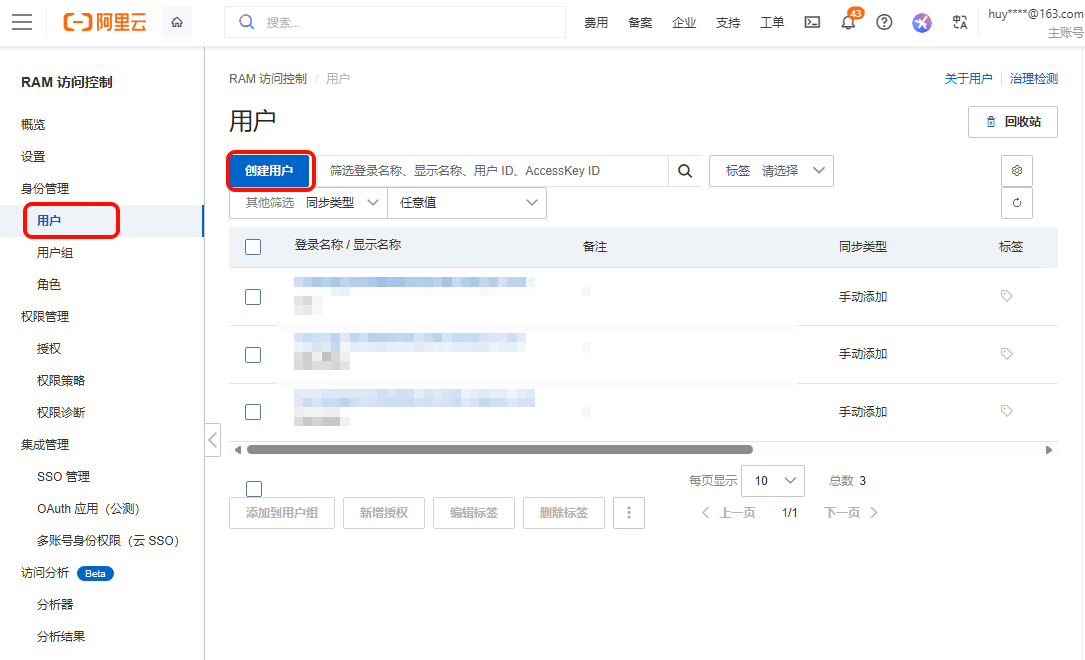 阿里云
搜索...
费用 备案 企业 支持 工单 43 huy****@163.com
主账号
RAM 访问控制
概览
设置
身份管理
用户
用户组
角色
权限管理
授权
权限策略
权限诊断
集成管理
SSO 管理
OAuth 应用（公测）
多账号身份权限（云 SSO）
访问分析 Beta
分析器
分析结果
RAM 访问控制 / 用户
关于用户 治理检测
用户
回收站
创建用户 筛选登录名称、显示名称、用户 ID、AccessKey ID 标签 请选择
其他筛选 同步类型 任意值
登录名称 / 显示名称 备注 同步类型 标签
手动添加
手动添加
手动添加
每页显示 10 总数 3
添加到用户组 新增授权 编辑标签 删除标签 上一页 1/1 下一页